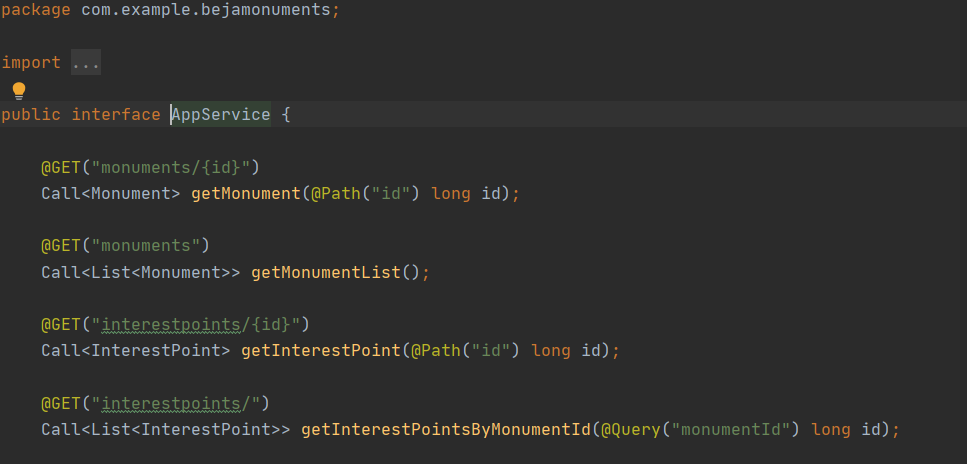 package com.example.bejamonuments;
import ...
public interface AppService {
@GET("monuments/{id}")
Call<Monument> getMonument(@Path("id") long id);
@GET("monuments")
Call<List<Monument>> getMonumentList();
@GET("interestpoints/{id}")
Call<InterestPoint> getInterestPoint(@Path("id") long id);
@GET("interestpoints/")
Call<List<InterestPoint>> getInterestPointsByMonumentId(@Query("monumentId") long id);